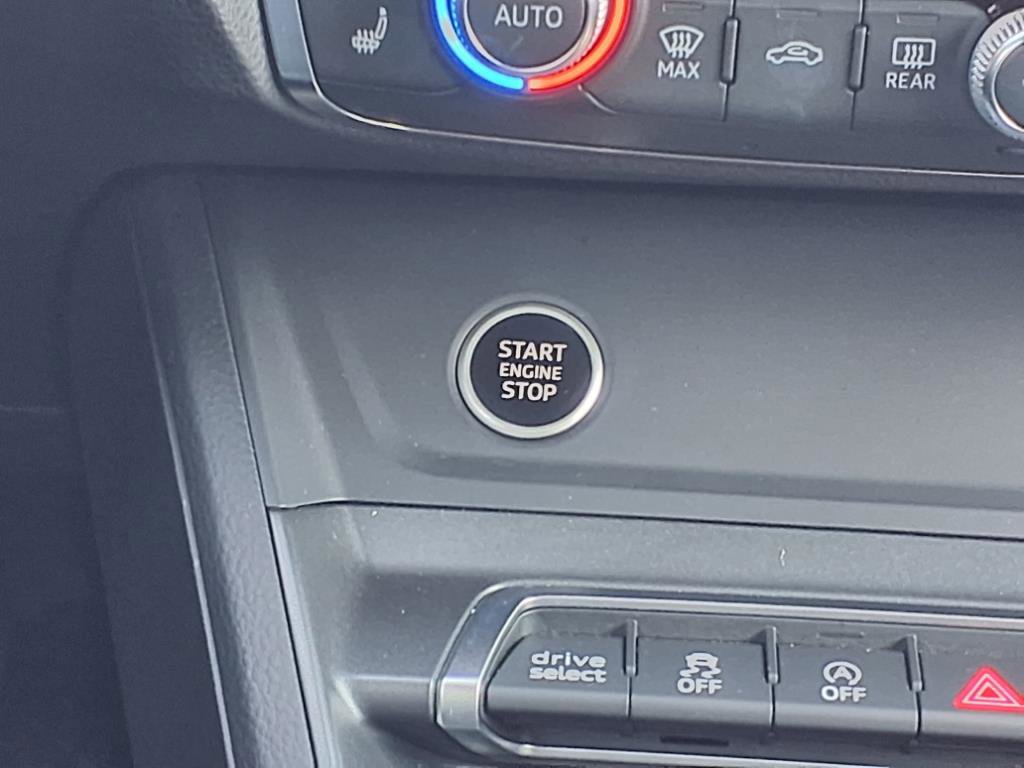 AUTO
MAX
REAR
START
ENGINE
STOP
drive
select
OFF
A
OFF